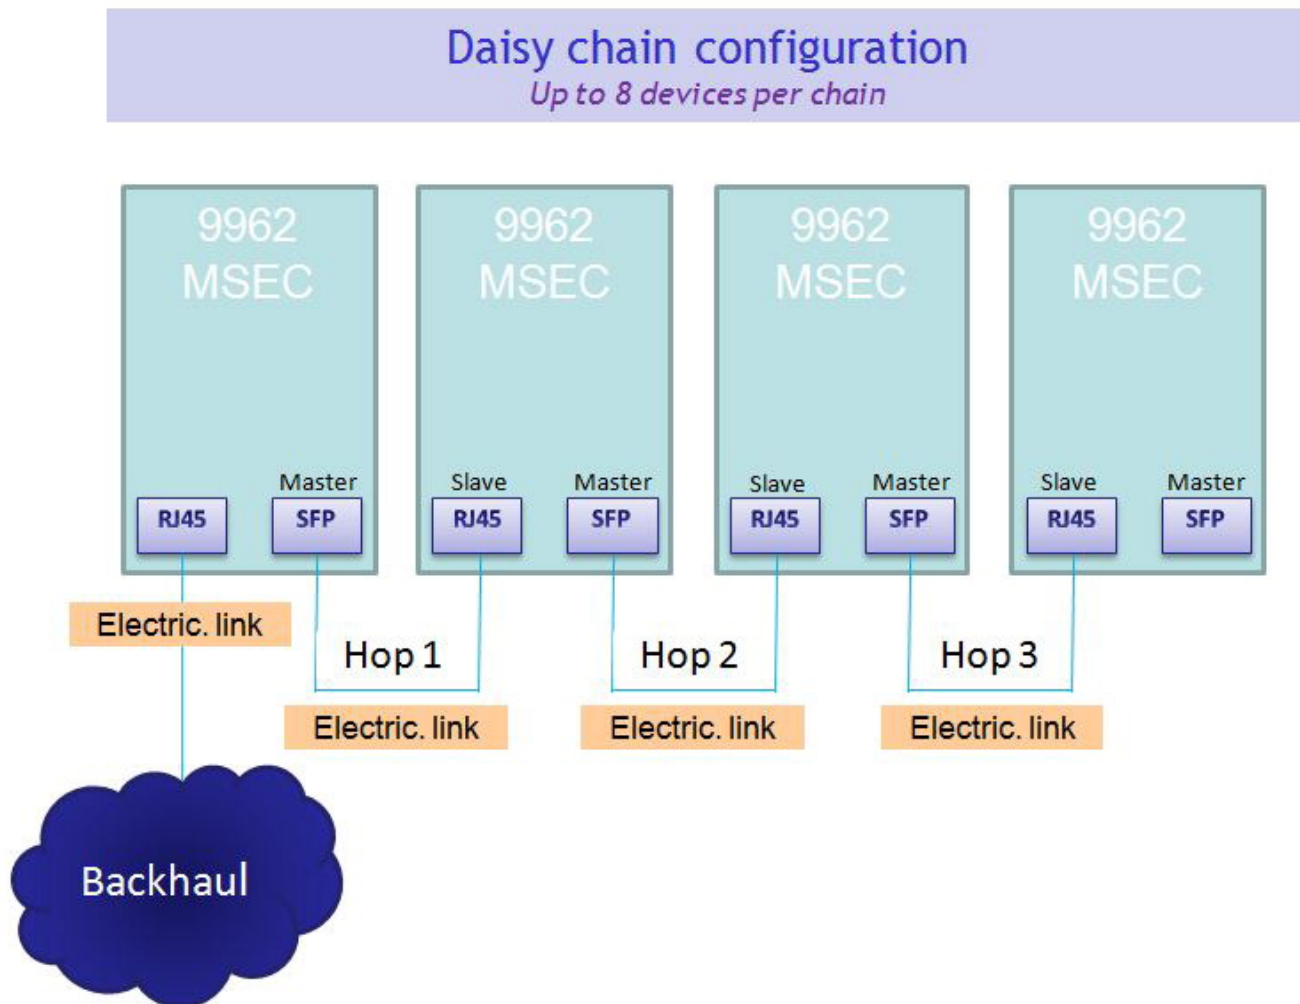 Daisy chain configuration
Up to 8 devices per chain
9962
MSEC
9962
MSEC
9962
MSEC
9962
MSEC
Master
Slave
Master
Slave
Master
Slave
Master
RJ45
SFP
RJ45
SFP
RJ45
SFP
RJ45
SFP
Electric. link
Hop 1
Hop 2
Hop 3
Electric. link
Electric. link
Electric. link
Backhaul